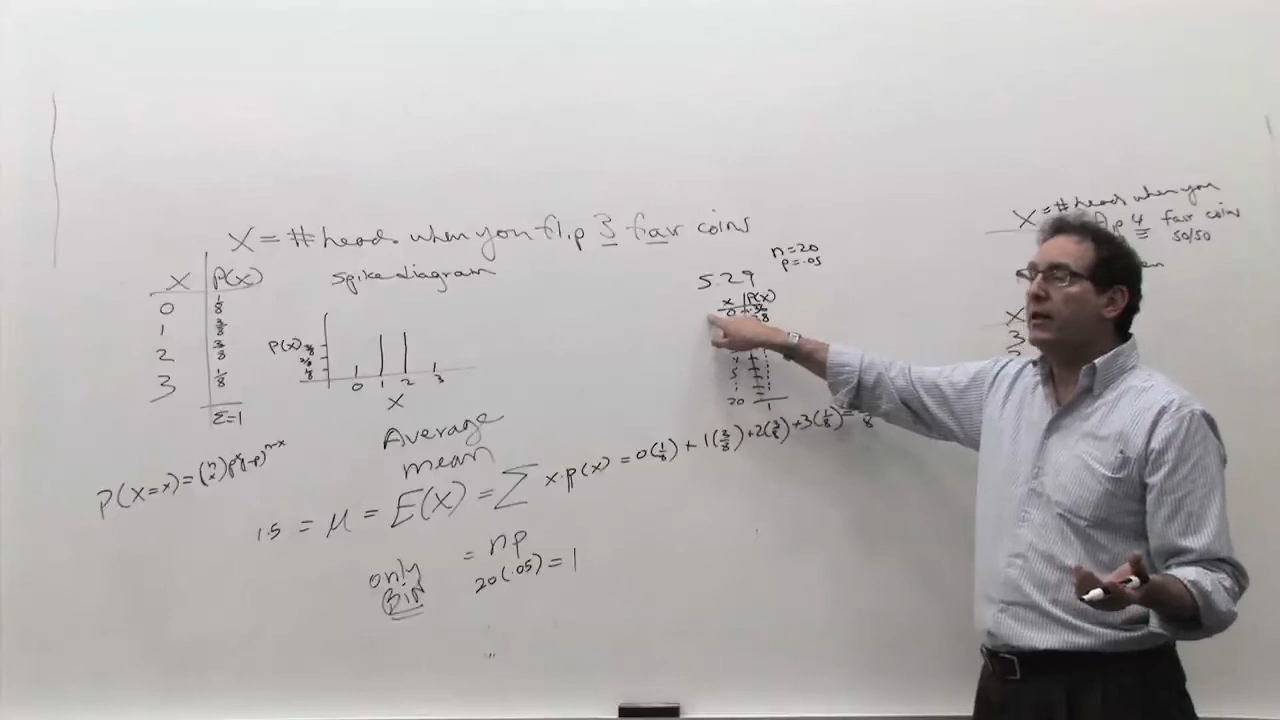 X = # heads when you flip 3 fair coins
X P(X)
0 1/8
1 3/8
2 3/8
3 1/8
Σ=1
spike diagram
P(X) 3/8
2/8
1/8
0 1 2 3
X
P(X=x)=(n x)p^x(1-p)^n-x
Average
mean
1.5 = μ = E(X) = Σ x·p(x) = 0(1/8) + 1(3/8) + 2(3/8) + 3(1/8) =
only
BIN
= np
20(.05) = 1
5.29
n=20
p=.05
X P(X)
0
5
20
1
X = # heads when you
flip 4 fair coins
50/50
X
3